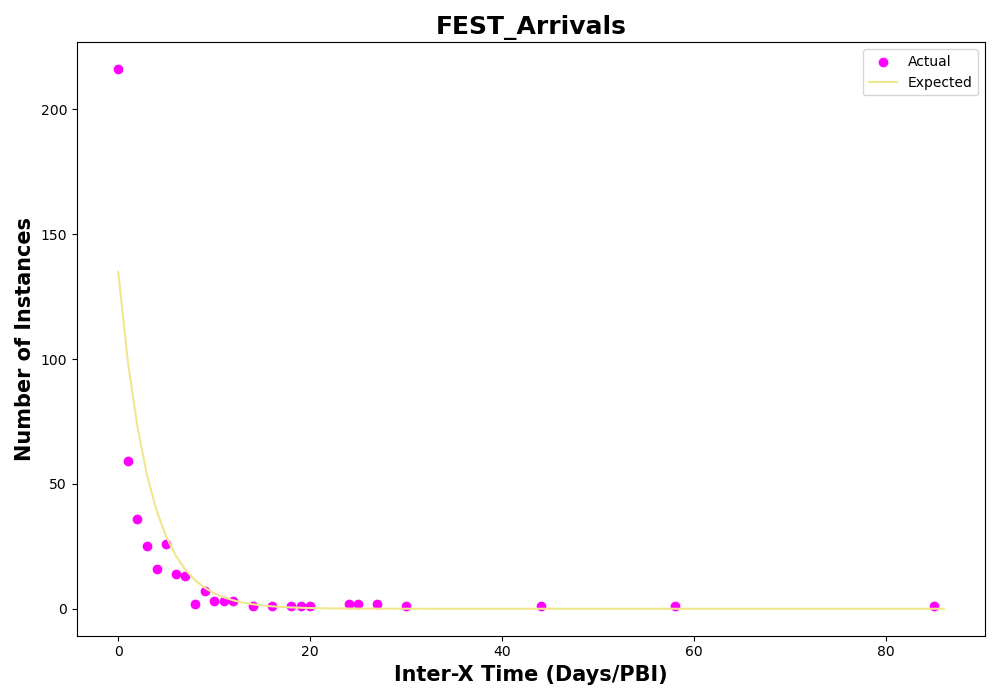 FEST_Arrivals
Actual
Expected
Number of Instances
200
150
100
50
0
0
20
40
60
80
Inter-X Time (Days/PBI)